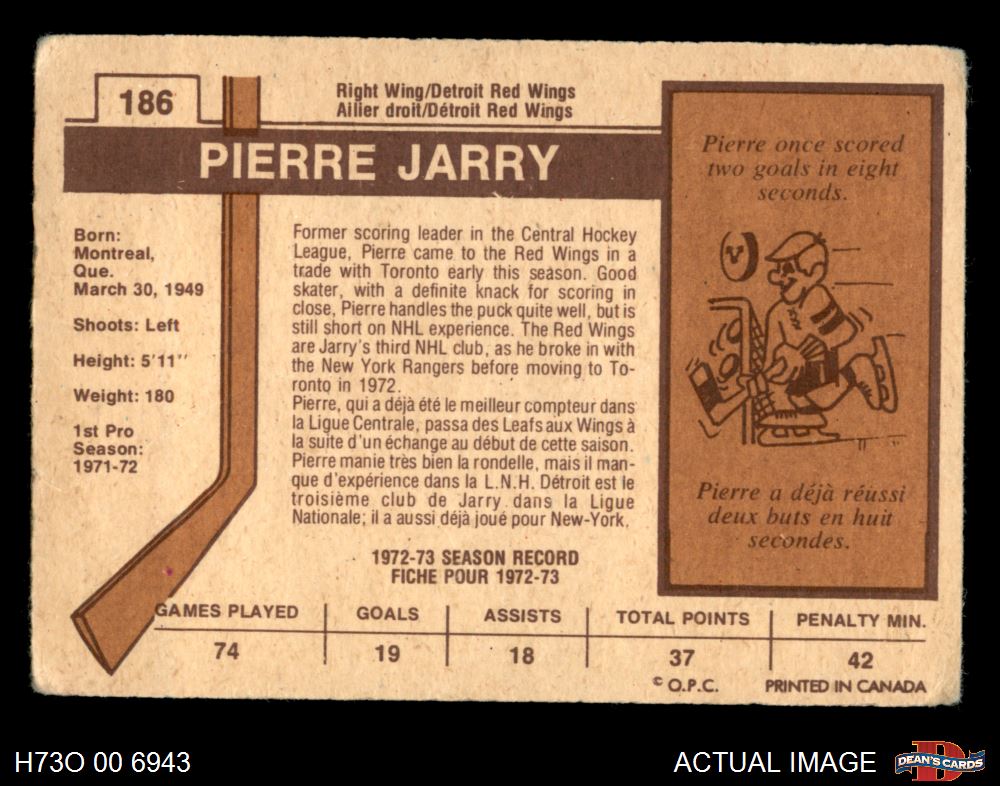 186
Right Wing/Detroit Red Wings
Ailier droit/Détroit Red Wings
PIERRE JARRY
Born:
Montreal,
Que.
March 30, 1949
Shoots: Left
Height: 5'11''
Weight: 180
1st Pro
Season:
1971-72
Former scoring leader in the Central Hockey
League, Pierre came to the Red Wings in a
trade with Toronto early this season. Good
skater, with a definite knack for scoring in
close, Pierre handles the puck quite well, but is
still short on NHL experience. The Red Wings
are Jarry's third NHL club, as he broke in with
the New York Rangers before moving to To-
ronto in 1972.
Pierre, qui a déjà été le meilleur compteur dans
la Ligue Centrale, passa des Leafs aux Wings à
la suite d'un échange au début de cette saison.
Pierre manie très bien la rondelle, mais il man-
que d'expérience dans la L.N.H. Détroit est le
troisième club de Jarry dans la Ligue
Nationale; il a aussi déjà joué pour New-York.
Pierre once scored
two goals in eight
seconds.
Pierre a déjà réussi
deux buts en huit
secondes.
1972-73 SEASON RECORD
FICHE POUR 1972-73
GAMES PLAYED GOALS ASSISTS TOTAL POINTS PENALTY MIN.
74 19 18 37 42
© O.P.C. PRINTED IN CANADA
H73O 00 6943 ACTUAL IMAGE DEAN'S CARDS